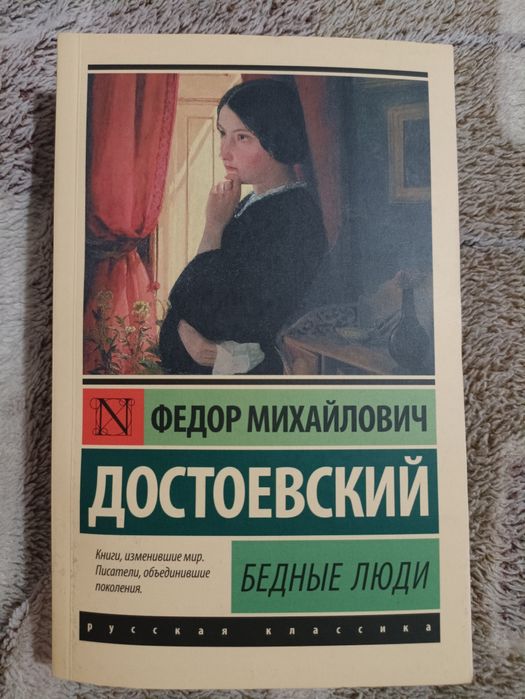 N
ФЕДОР МИХАЙЛОВИЧ
ДОСТОЕВСКИЙ
Книги, изменившие мир.
Писатели, объединившие
поколения.
БЕДНЫЕ ЛЮДИ
русская классика